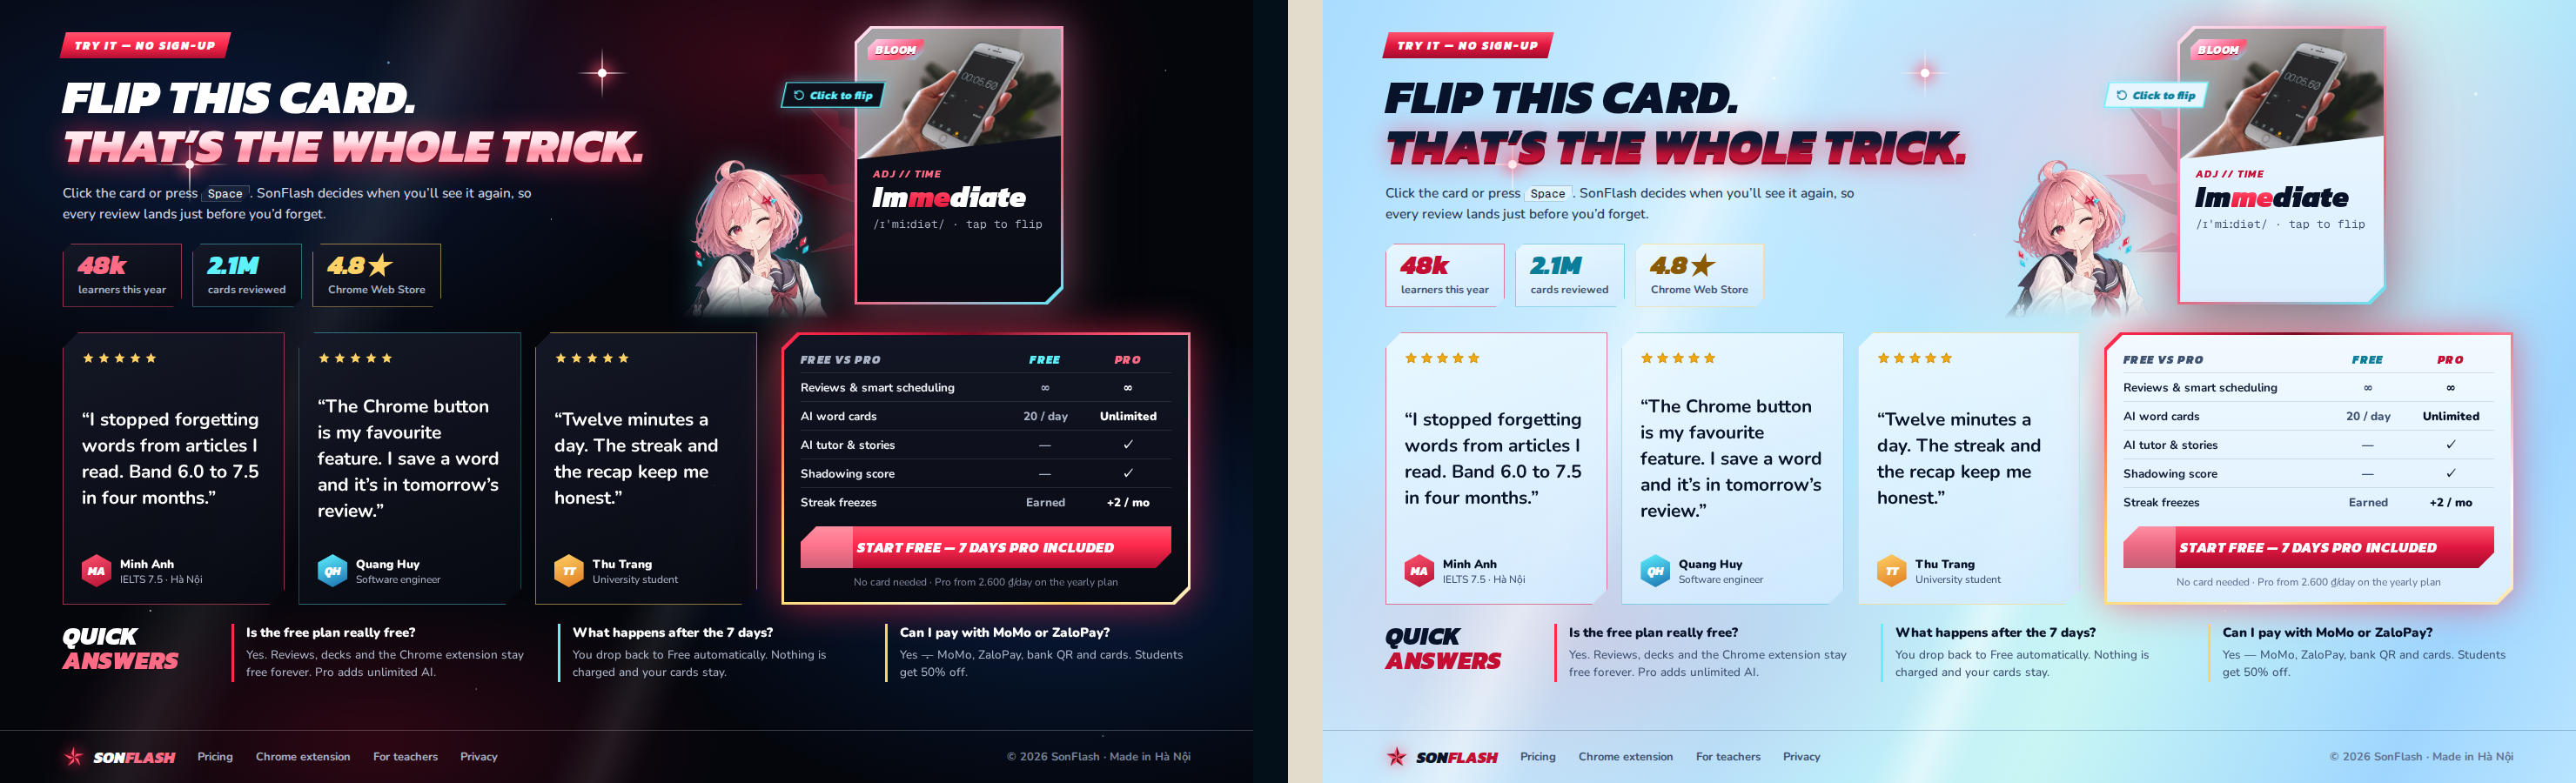 TRY IT — NO SIGN-UP
FLIP THIS CARD.
THAT'S THE WHOLE TRICK.
Click the card or press Space. SonFlash decides when you'll see it again, so
every review lands just before you'd forget.
48k
learners this year
2.1M
cards reviewed
4.8★
Chrome Web Store
Click to flip
BLOOM
00:05.60
ADJ // TIME
Immediate
/ɪˈmiːdiət/ · tap to flip
★★★★★
“I stopped forgetting
words from articles I
read. Band 6.0 to 7.5
in four months.”
MA
Minh Anh
IELTS 7.5 · Hà Nội
★★★★★
“The Chrome button
is my favourite
feature. I save a word
and it’s in tomorrow’s
review.”
QH
Quang Huy
Software engineer
★★★★★
“Twelve minutes a
day. The streak and
the recap keep me
honest.”
TT
Thu Trang
University student
FREE VS PRO FREE PRO
Reviews & smart scheduling ∞ ∞
AI word cards 20 / day Unlimited
AI tutor & stories — ✓
Shadowing score — ✓
Streak freezes Earned +2 / mo
START FREE — 7 DAYS PRO INCLUDED
No card needed · Pro from 2.600 ₫/day on the yearly plan
QUICK
ANSWERS
Is the free plan really free?
Yes. Reviews, decks and the Chrome extension stay
free forever. Pro adds unlimited AI.
What happens after the 7 days?
You drop back to Free automatically. Nothing is
charged and your cards stay.
Can I pay with MoMo or ZaloPay?
Yes — MoMo, ZaloPay, bank QR and cards. Students
get 50% off.
SONFLASH Pricing Chrome extension For teachers Privacy © 2026 SonFlash · Made in Hà Nội
TRY IT — NO SIGN-UP
FLIP THIS CARD.
THAT'S THE WHOLE TRICK.
Click the card or press Space. SonFlash decides when you'll see it again, so
every review lands just before you'd forget.
48k
learners this year
2.1M
cards reviewed
4.8★
Chrome Web Store
Click to flip
BLOOM
00:05.60
ADJ // TIME
Immediate
/ɪˈmiːdiət/ · tap to flip
★★★★★
“I stopped forgetting
words from articles I
read. Band 6.0 to 7.5
in four months.”
MA
Minh Anh
IELTS 7.5 · Hà Nội
★★★★★
“The Chrome button
is my favourite
feature. I save a word
and it’s in tomorrow’s
review.”
QH
Quang Huy
Software engineer
★★★★★
“Twelve minutes a
day. The streak and
the recap keep me
honest.”
TT
Thu Trang
University student
FREE VS PRO FREE PRO
Reviews & smart scheduling ∞ ∞
AI word cards 20 / day Unlimited
AI tutor & stories — ✓
Shadowing score — ✓
Streak freezes Earned +2 / mo
START FREE — 7 DAYS PRO INCLUDED
No card needed · Pro from 2.600 ₫/day on the yearly plan
QUICK
ANSWERS
Is the free plan really free?
Yes. Reviews, decks and the Chrome extension stay
free forever. Pro adds unlimited AI.
What happens after the 7 days?
You drop back to Free automatically. Nothing is
charged and your cards stay.
Can I pay with MoMo or ZaloPay?
Yes — MoMo, ZaloPay, bank QR and cards. Students
get 50% off.
SONFLASH Pricing Chrome extension For teachers Privacy © 2026 SonFlash · Made in Hà Nội